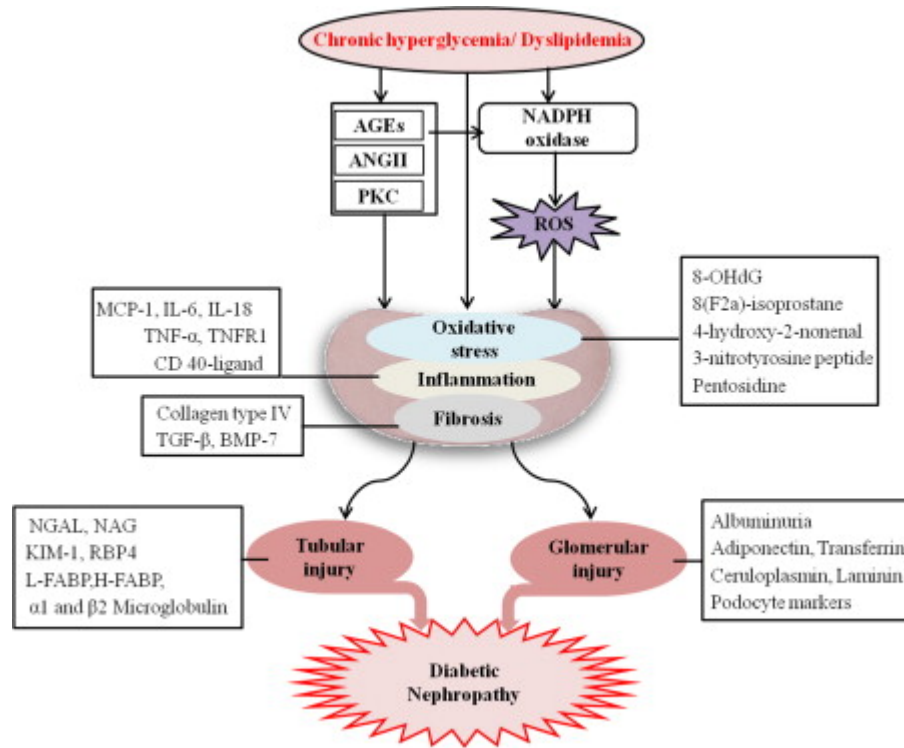 Chronic hyperglycemia/ Dyslipidemia
AGEs
ANGII
PKC
NADPH
oxidase
ROS
MCP-1, IL-6, IL-18
TNF-α, TNFR1
CD 40-ligand
Oxidative
stress
Inflammation
Fibrosis
8-OHdG
8(F2a)-isoprostane
4-hydroxy-2-nonenal
3-nitrotyrosine peptide
Pentosidine
Collagen type IV
TGF-β, BMP-7
NGAL, NAG
KIM-1, RBP4
L-FABP,H-FABP,
α1 and β2 Microglobulin
Tubular
injury
Glomerular
injury
Albuminuria
Adiponectin, Transferrin
Ceruloplasmin, Laminin
Podocyte markers
Diabetic
Nephropathy